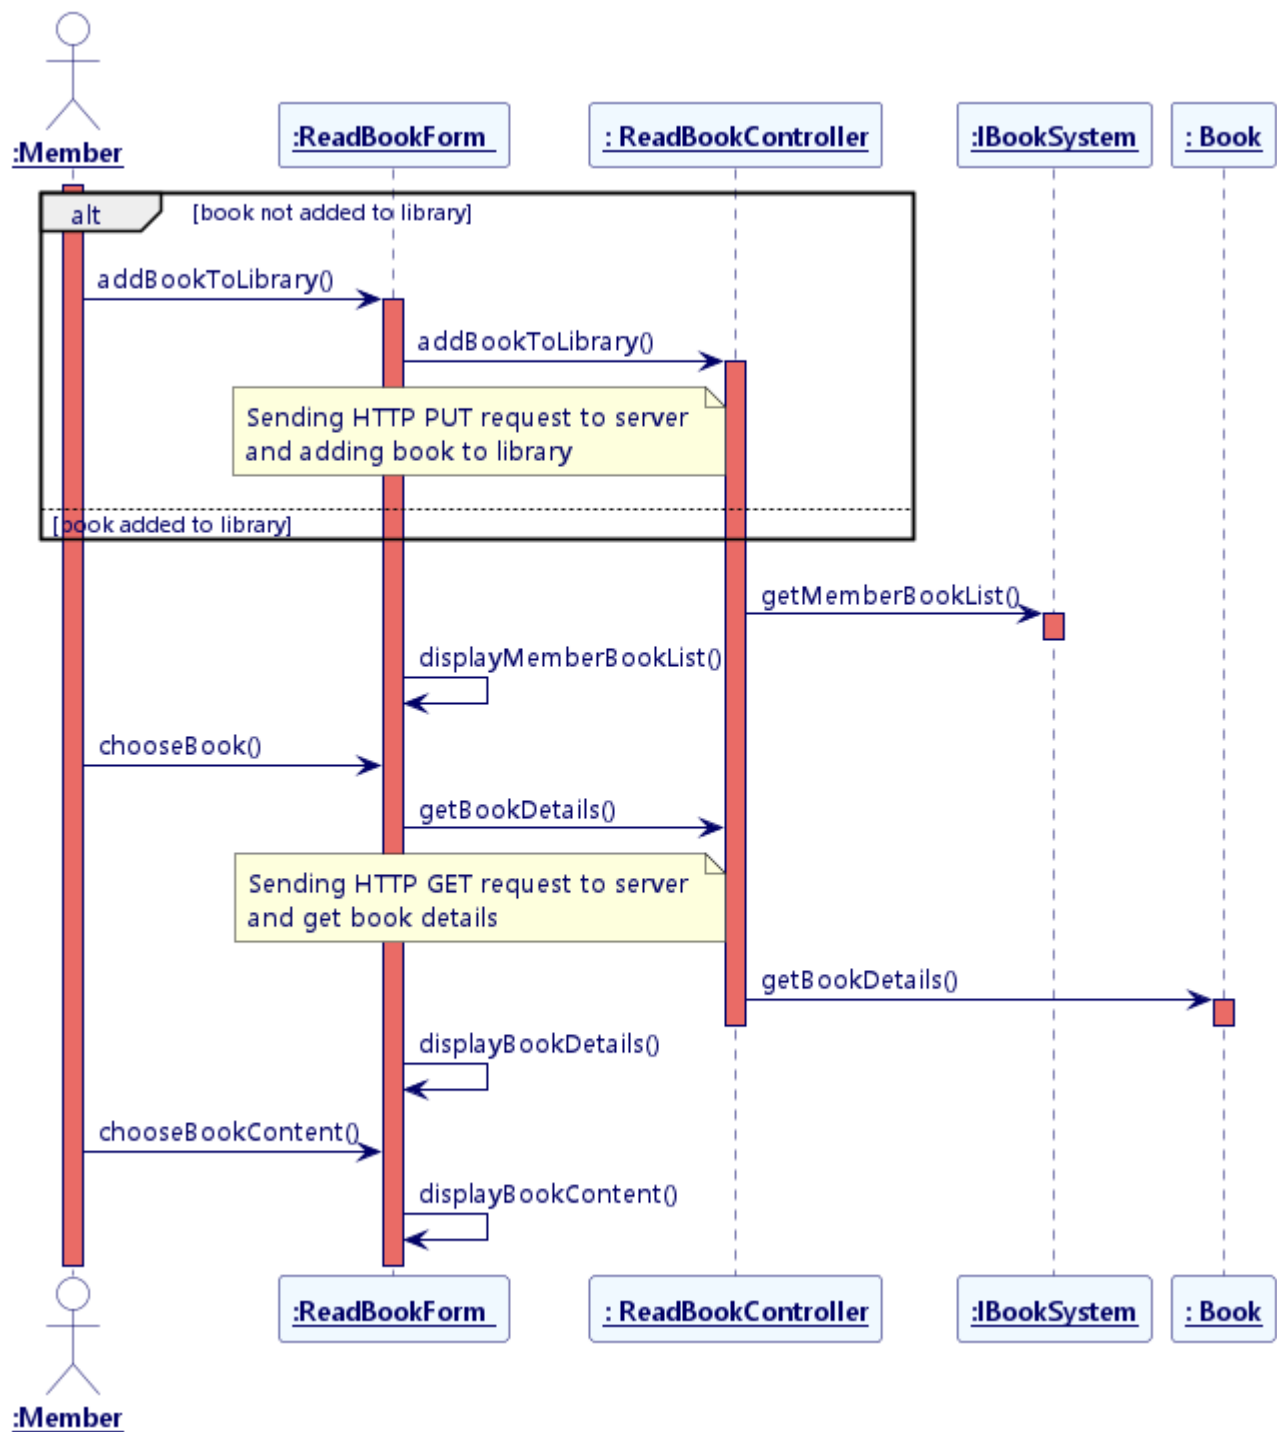 :Member
:ReadBookForm
: ReadBookController
:IBookSystem
: Book
alt
[book not added to library]
addBookToLibrary()
addBookToLibrary()
Sending HTTP PUT request to server
and adding book to library
[book added to library]
getMemberBookList()
displayMemberBookList()
chooseBook()
getBookDetails()
Sending HTTP GET request to server
and get book details
getBookDetails()
displayBookDetails()
chooseBookContent()
displayBookContent()
:ReadBookForm
: ReadBookController
:IBookSystem
: Book
:Member